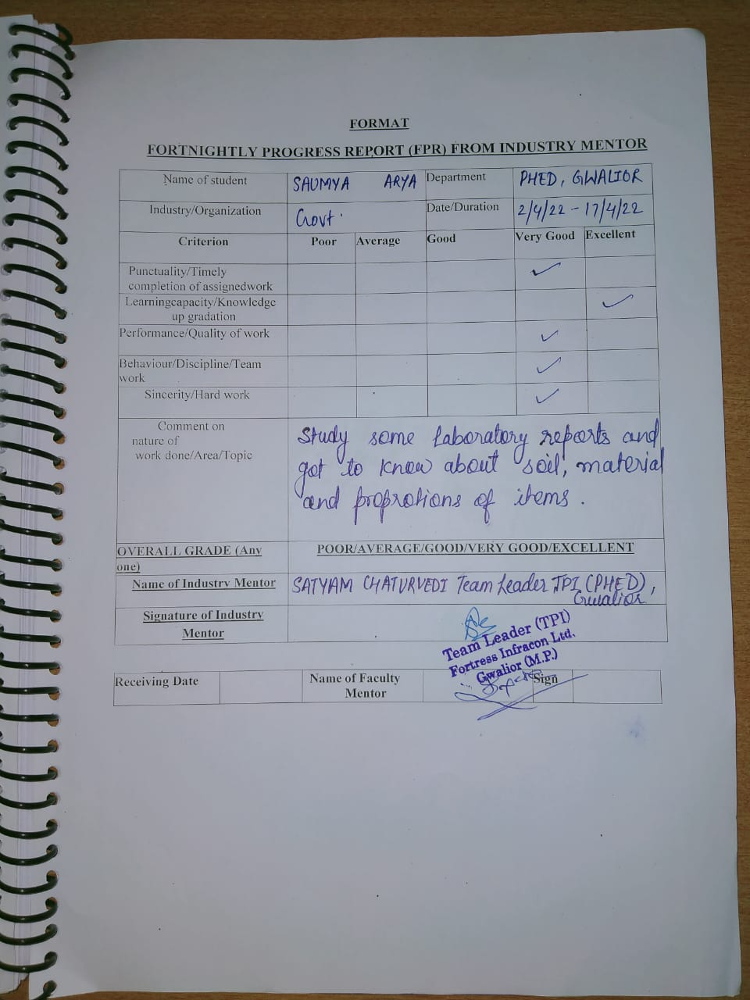 FORMAT
FORTNIGHTLY PROGRESS REPORT (FPR) FROM INDUSTRY MENTOR
Name of student SAUMYA ARYA Department PHED, GWALIOR
Industry/Organization Govt. Date/Duration 2/4/22 - 17/4/22
Criterion Poor Average Good Very Good Excellent
Punctuality/Timely
completion of assignedwork ✓
Learningcapacity/Knowledge
up gradation ✓
Performance/Quality of work ✓
Behaviour/Discipline/Team
work ✓
Sincerity/Hard work ✓
Comment on
nature of
work done/Area/Topic
Study some laboratory reports and
got to know about soil, material
and proprotions of items.
OVERALL GRADE (Any
one)
POOR/AVERAGE/GOOD/VERY GOOD/EXCELLENT
Name of Industry Mentor SATYAM CHATURVEDI Team Leader TPI (PHED),
Gwalior
Signature of Industry
Mentor
Team Leader (TPI)
Fortress Infracon Ltd.
Gwalior (M.P.)
Receiving Date Name of Faculty
Mentor
Sign